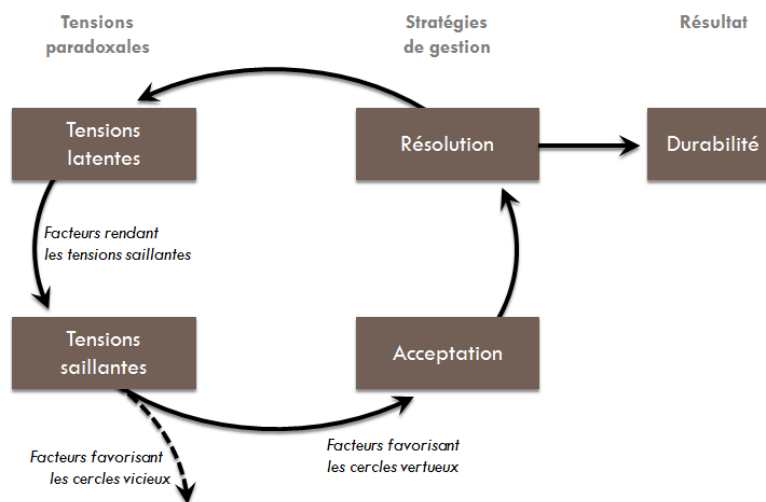 Tensions
paradoxales
Stratégies
de gestion
Résultat
Tensions
latentes
Résolution
Durabilité
Facteurs rendant
les tensions saillantes
Tensions
saillantes
Acceptation
Facteurs favorisant
les cercles vicieux
Facteurs favorisant
les cercles vertueux